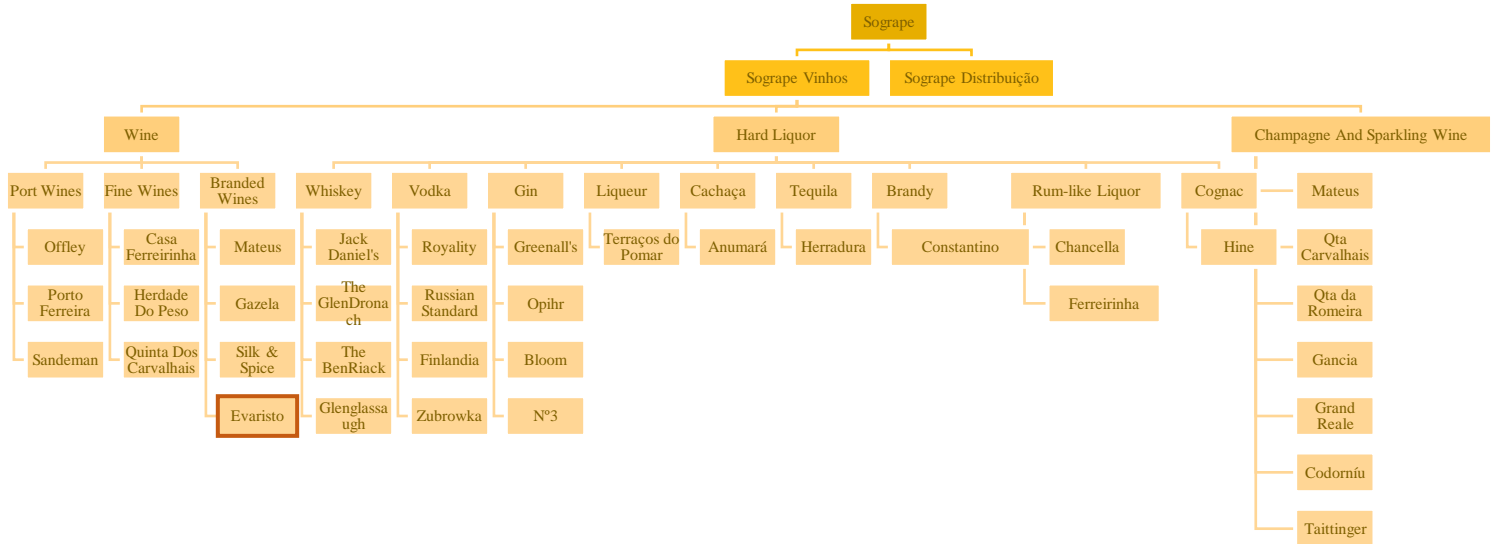 Sogrape
Sogrape Vinhos
Sogrape Distribuição
Wine
Hard Liquor
Champagne And Sparkling Wine
Port Wines
Fine Wines
Branded
Wines
Whiskey
Vodka
Gin
Liqueur
Cachaça
Tequila
Brandy
Rum-like Liquor
Cognac
Mateus
Offley
Casa
Ferreirinha
Mateus
Jack
Daniel's
Royality
Greenall's
Terraços do
Pomar
Anumará
Herradura
Constantino
Chancella
Hine
Qta
Carvalhais
Porto
Ferreira
Herdade
Do Peso
Gazela
The
GlenDrona
ch
Russian
Standard
Opihr
Ferreirinha
Qta da
Romeira
Sandeman
Quinta Dos
Carvalhais
Silk &
Spice
The
BenRiack
Finlandia
Bloom
Gancia
Evaristo
Glenglassa
ugh
Zubrowka
Nº3
Grand
Reale
Codorníu
Taittinger